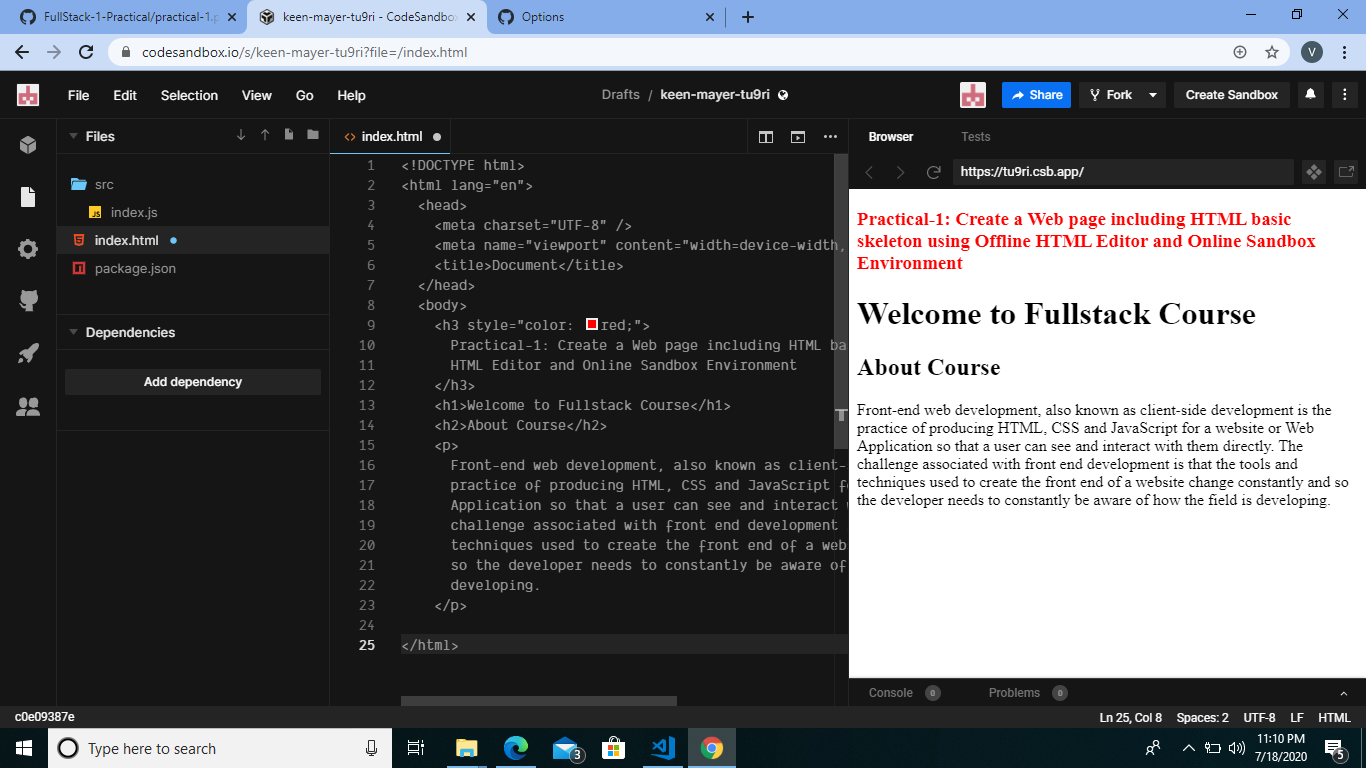 FullStack-1-Practical/practical-1.p
keen-mayer-tu9ri - CodeSandbox
Options
codesandbox.io/s/keen-mayer-tu9ri?file=/index.html
V
File Edit Selection View Go Help
Drafts / keen-mayer-tu9ri
Share
Fork
Create Sandbox
Files
src
index.js
index.html
package.json
Dependencies
Add dependency
index.html
1 <!DOCTYPE html>
2 <html lang="en">
3 <head>
4 <meta charset="UTF-8" />
5 <meta name="viewport" content="width=device-width,
6 <title>Document</title>
7 </head>
8 <body>
9 <h3 style="color: red;">
10 Practical-1: Create a Web page including HTML ba
11 HTML Editor and Online Sandbox Environment
12 </h3>
13 <h1>Welcome to Fullstack Course</h1>
14 <h2>About Course</h2>
15 <p>
16 Front-end web development, also known as client-
17 practice of producing HTML, CSS and JavaScript fo
18 Application so that a user can see and interact w
19 challenge associated with front end development
20 techniques used to create the front end of a web
21 so the developer needs to constantly be aware of
22 developing.
23 </p>
24
25 </html>
Browser
Tests
https://tu9ri.csb.app/
Practical-1: Create a Web page including HTML basic
skeleton using Offline HTML Editor and Online Sandbox
Environment
Welcome to Fullstack Course
About Course
Front-end web development, also known as client-side development is the
practice of producing HTML, CSS and JavaScript for a website or Web
Application so that a user can see and interact with them directly. The
challenge associated with front end development is that the tools and
techniques used to create the front end of a website change constantly and so
the developer needs to constantly be aware of how the field is developing.
Console 0
Problems 0
c0e09387e
Ln 25, Col 8 Spaces: 2 UTF-8 LF HTML
Type here to search
3
11:10 PM
7/18/2020
5